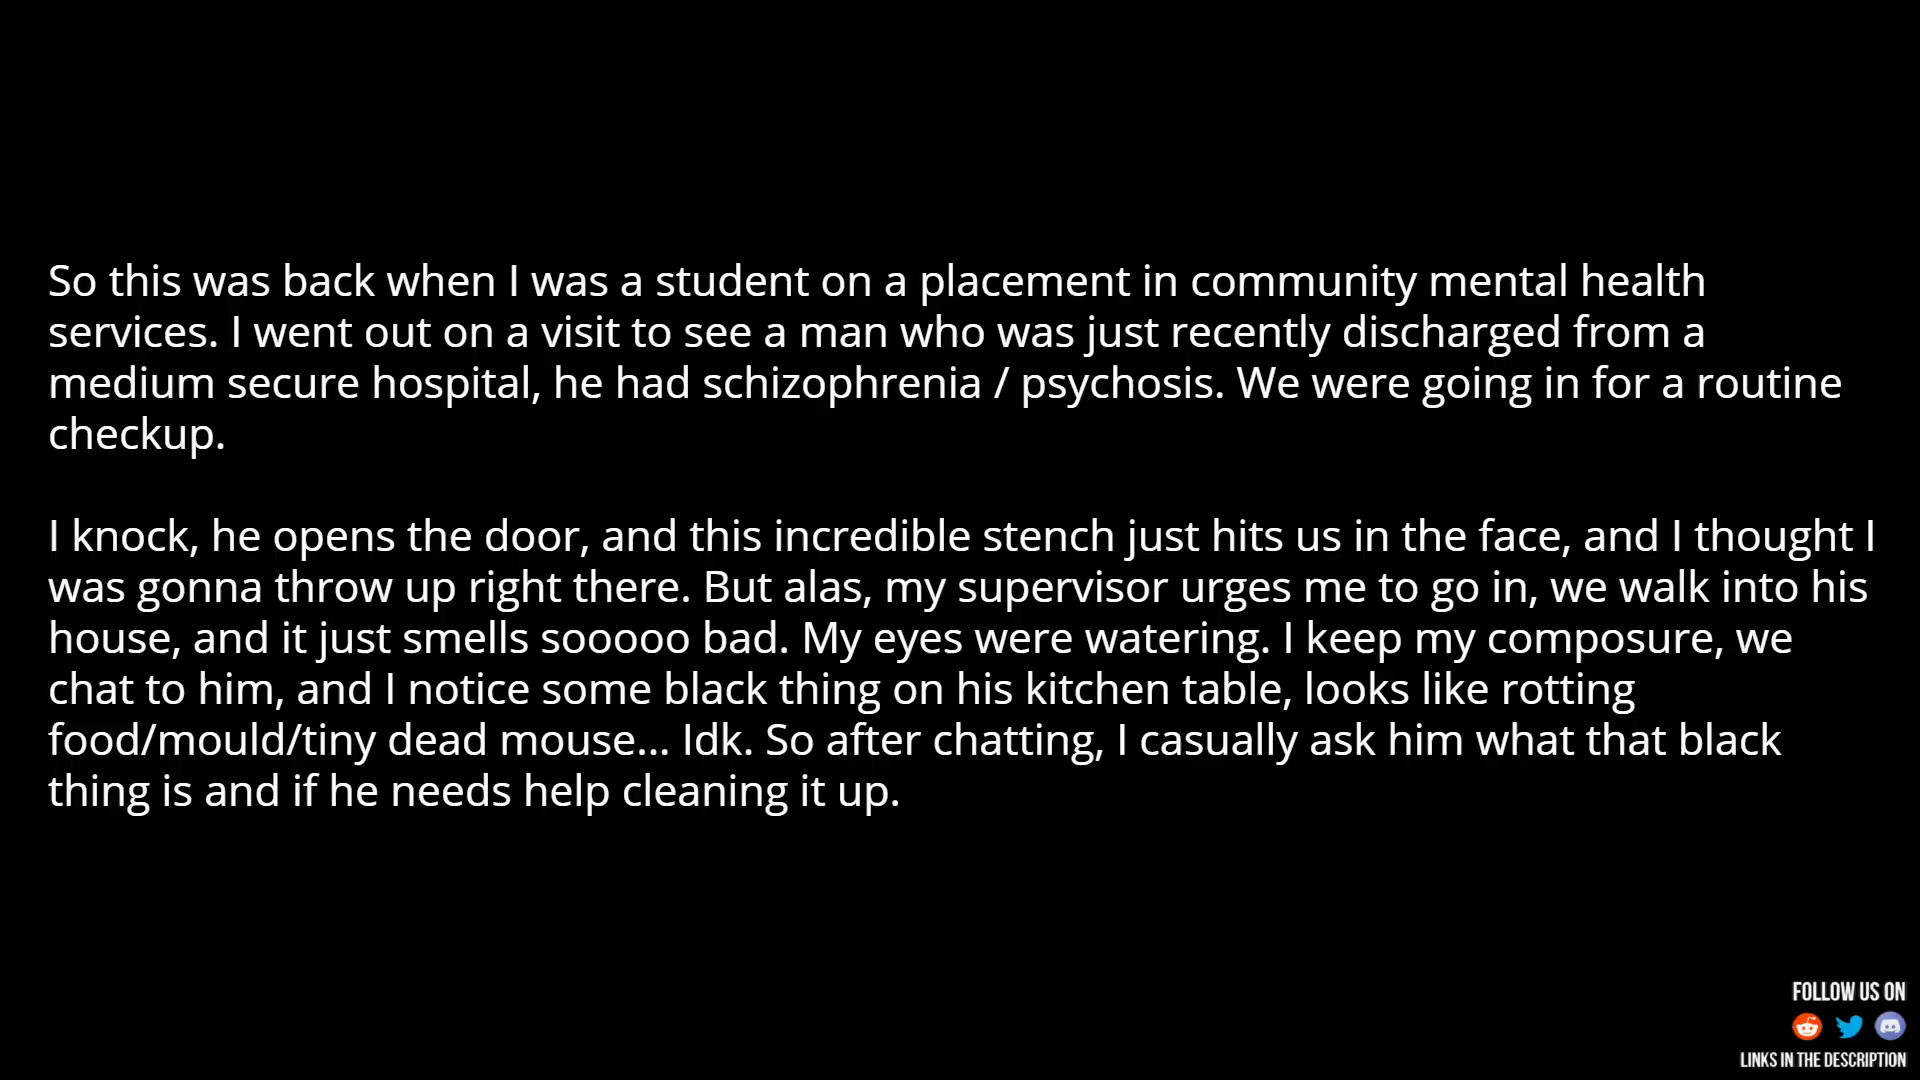 So this was back when I was a student on a placement in community mental health
services. I went out on a visit to see a man who was just recently discharged from a
medium secure hospital, he had schizophrenia / psychosis. We were going in for a routine
checkup.
I knock, he opens the door, and this incredible stench just hits us in the face, and I thought I
was gonna throw up right there. But alas, my supervisor urges me to go in, we walk into his
house, and it just smells sooooo bad. My eyes were watering. I keep my composure, we
chat to him, and I notice some black thing on his kitchen table, looks like rotting
food/mould/tiny dead mouse... Idk. So after chatting, I casually ask him what that black
thing is and if he needs help cleaning it up.
FOLLOW US ON
LINKS IN THE DESCRIPTION